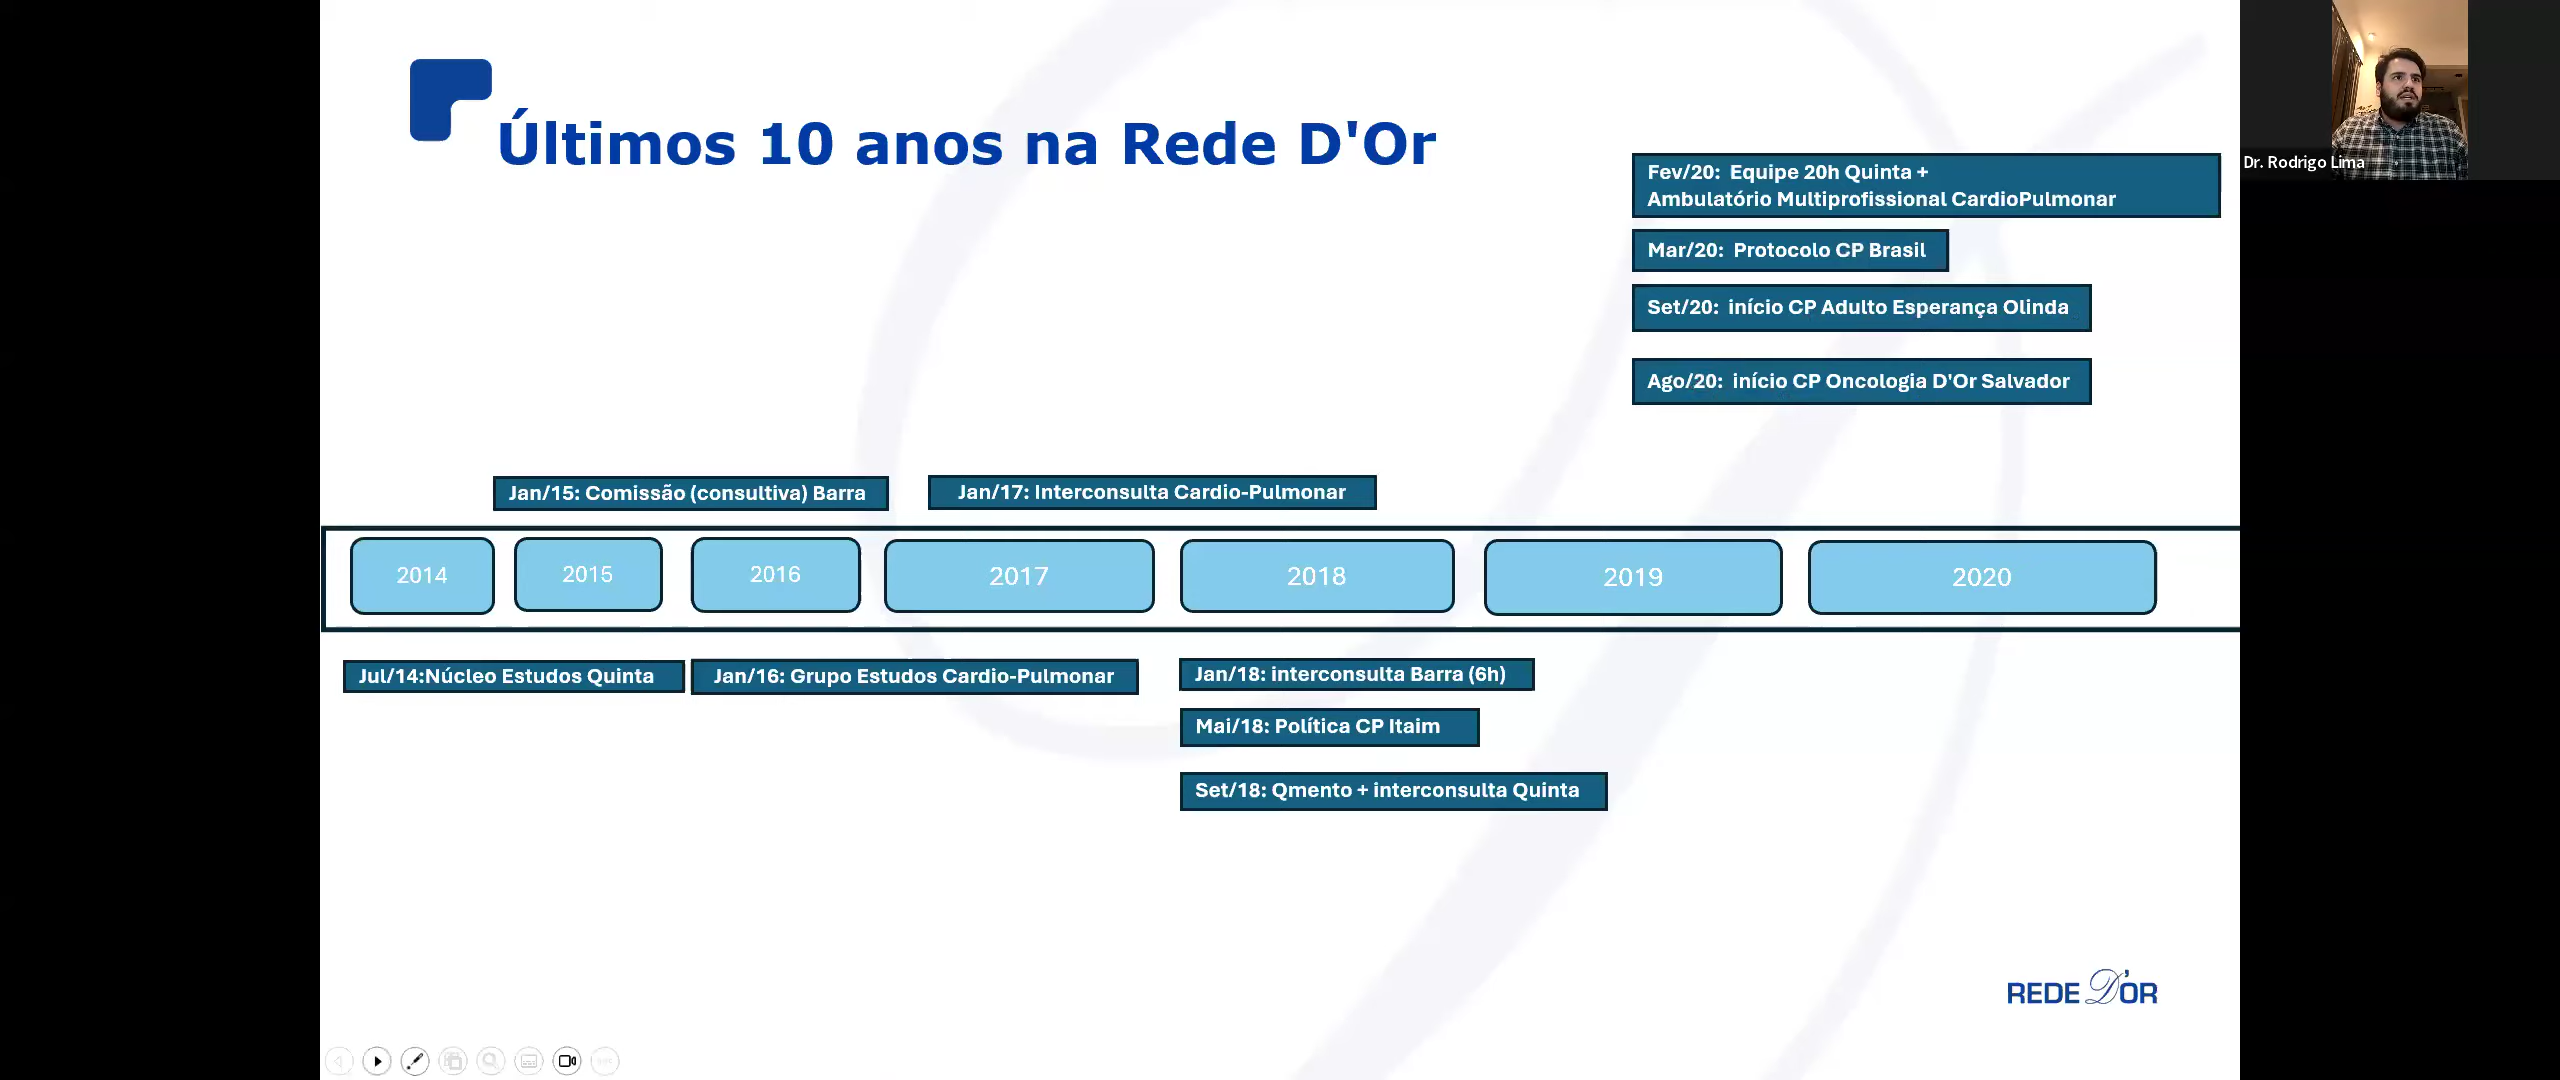 Últimos 10 anos na Rede D'Or
Dr. Rodrigo Lima
Fev/20: Equipe 20h Quinta +
Ambulatório Multiprofissional CardioPulmonar
Mar/20: Protocolo CP Brasil
Set/20: início CP Adulto Esperança Olinda
Ago/20: início CP Oncologia D'Or Salvador
Jan/15: Comissão (consultiva) Barra
Jan/17: Interconsulta Cardio-Pulmonar
2014
2015
2016
2017
2018
2019
2020
Jul/14:Núcleo Estudos Quinta
Jan/16: Grupo Estudos Cardio-Pulmonar
Jan/18: interconsulta Barra (6h)
Mai/18: Política CP Itaim
Set/18: Qmento + interconsulta Quinta
REDE D'OR